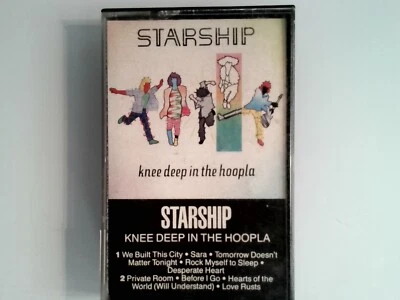 STARSHIP
knee deep in the hoopla
STARSHIP
KNEE DEEP IN THE HOOPLA
1 We Built This City • Sara • Tomorrow Doesn't
Matter Tonight • Rock Myself to Sleep •
Desperate Heart
2 Private Room • Before I Go • Hearts of the
World (Will Understand) • Love Rusts